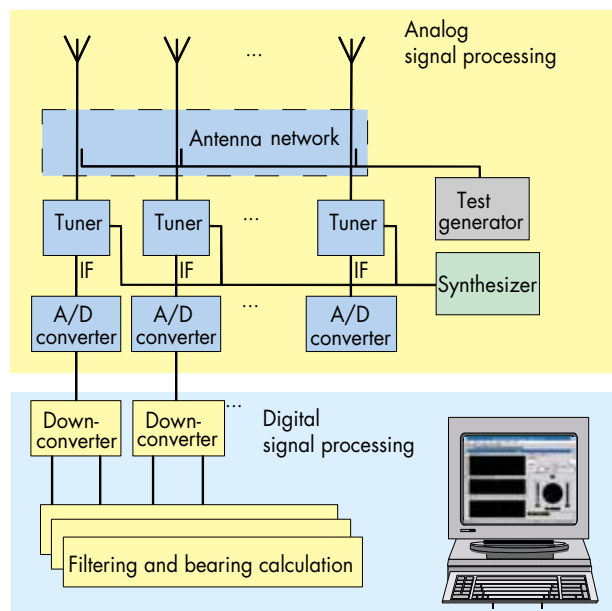 Analog
signal processing
...
Antenna network
Test
generator
Tuner
Tuner
...
Tuner
IF
IF
IF
Synthesizer
A/D
converter
A/D
converter
...
A/D
converter
Down-
converter
Down-
converter
...
Digital
signal processing
Filtering and bearing calculation